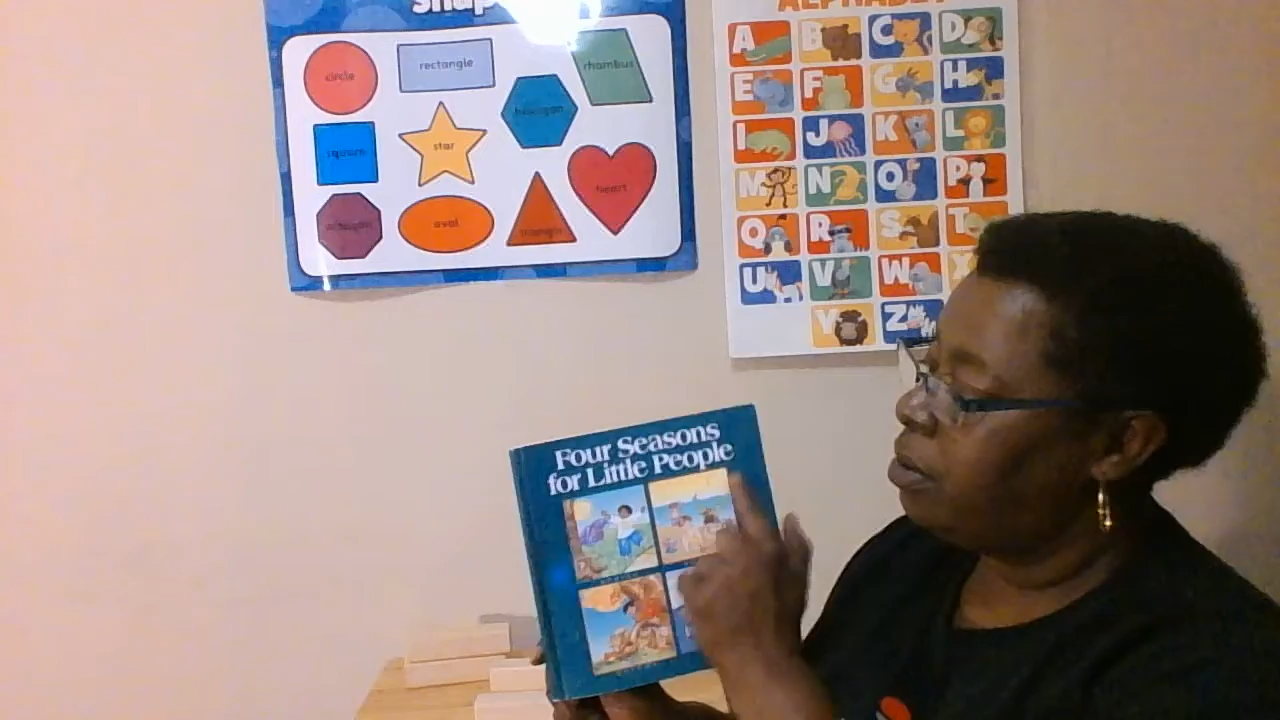 Shap
circle
rectangle
rhombus
hexagon
square
star
heart
octagon
oval
triangle
ALPHABET
A B C D
E F G H
I J K L
M N O P
Q R S T
U V W X
Y Z
Four Seasons
for Little People